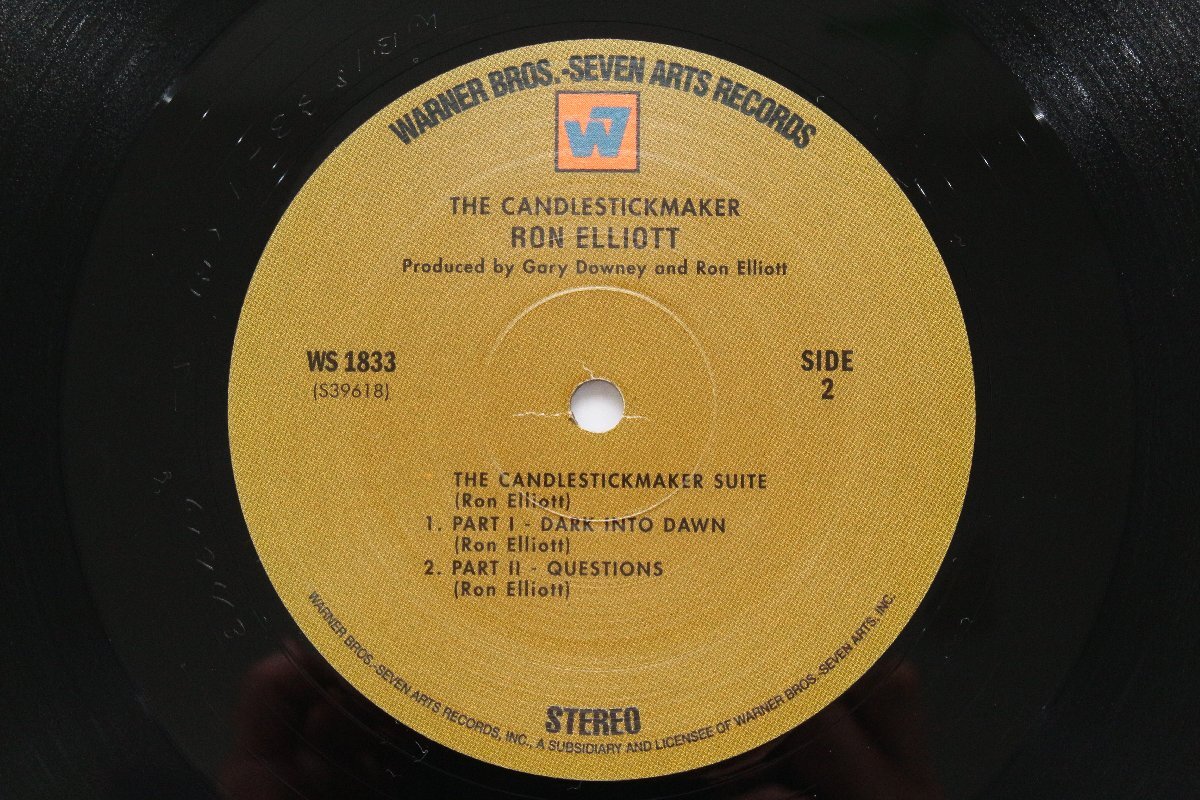 WARNER BROS.-SEVEN ARTS RECORDS
W7
THE CANDLESTICKMAKER
RON ELLIOTT
Produced by Gary Downey and Ron Elliott
WS 1833
(S39618)
SIDE
2
THE CANDLESTICKMAKER SUITE
(Ron Elliott)
1. PART I - DARK INTO DAWN
(Ron Elliott)
2. PART II - QUESTIONS
(Ron Elliott)
STEREO
WARNER BROS.-SEVEN ARTS RECORDS, INC., A SUBSIDIARY AND LICENSEE OF WARNER BROS.-SEVEN ARTS, INC.